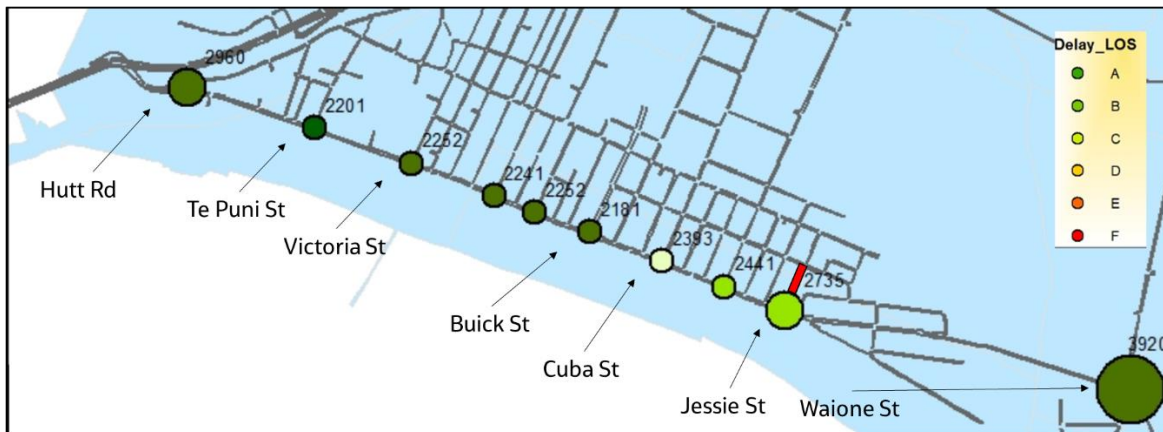 2960
2201
2252
2241
2252
2181
2393
2441
2735
3920
Hutt Rd
Te Puni St
Victoria St
Buick St
Cuba St
Jessie St
Waione St
Delay_LOS
A
B
C
D
E
F